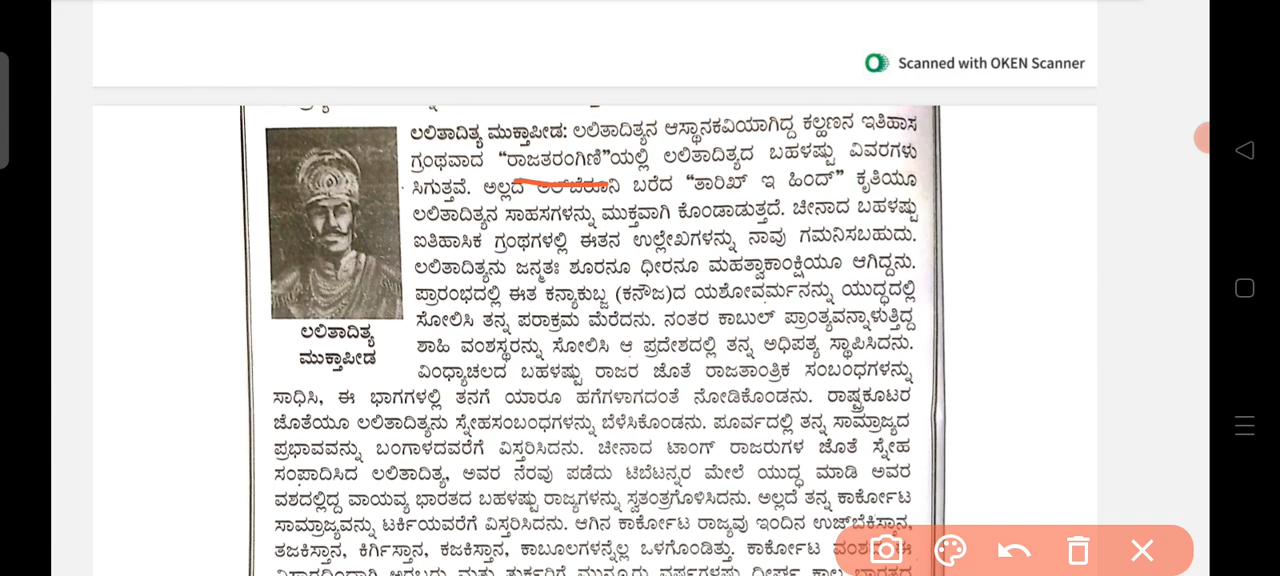 Scanned with OKEN Scanner
ಲಲಿತಾದಿತ್ಯ ಮುಕ್ತಾಪೀಡ: ಲಲಿತಾದಿತ್ಯನ ಆಸ್ಥಾನಕವಿಯಾಗಿದ್ದ ಕಲ್ಹಣನ ಇತಿಹಾಸ
ಗ್ರಂಥವಾದ “ರಾಜತರಂಗಿಣಿ”ಯಲ್ಲಿ ಲಲಿತಾದಿತ್ಯದ ಬಹಳಷ್ಟು ವಿವರಗಳು
ಸಿಗುತ್ತವೆ. ಅಲ್ಲದೆ ಬರೆದ “ತಾರಿಖ್ ಇ ಹಿಂದ್” ಕೃತಿಯೂ
ಲಲಿತಾದಿತ್ಯನ ಸಾಹಸಗಳನ್ನು ಮುಕ್ತವಾಗಿ ಕೊಂಡಾಡುತ್ತದೆ. ಚೀನಾದ ಬಹಳಷ್ಟು
ಐತಿಹಾಸಿಕ ಗ್ರಂಥಗಳಲ್ಲಿ ಈತನ ಉಲ್ಲೇಖಗಳನ್ನು ನಾವು ಗಮನಿಸಬಹುದು.
ಲಲಿತಾದಿತ್ಯನು ಜನ್ಮತಃ ಶೂರನೂ ಧೀರನೂ ಮಹತ್ವಾಕಾಂಕ್ಷಿಯೂ ಆಗಿದ್ದನು.
ಪ್ರಾರಂಭದಲ್ಲಿ ಈತ ಕನ್ಯಾಕುಬ್ಜ (ಕನೌಜ)ದ ಯಶೋವರ್ಮನನ್ನು ಯುದ್ಧದಲ್ಲಿ
ಸೋಲಿಸಿ ತನ್ನ ಪರಾಕ್ರಮ ಮೆರೆದನು. ನಂತರ ಕಾಬುಲ್ ಪ್ರಾಂತ್ಯವನ್ನಾಳುತ್ತಿದ್ದ
ಶಾಹಿ ವಂಶಸ್ಥರನ್ನು ಸೋಲಿಸಿ ಆ ಪ್ರದೇಶದಲ್ಲಿ ತನ್ನ ಅಧಿಪತ್ಯ ಸ್ಥಾಪಿಸಿದನು.
ವಿಂಧ್ಯಾಚಲದ ಬಹಳಷ್ಟು ರಾಜರ ಜೊತೆ ರಾಜತಾಂತ್ರಿಕ ಸಂಬಂಧಗಳನ್ನು
ಲಲಿತಾದಿತ್ಯ
ಮುಕ್ತಾಪೀಡ
ಸಾಧಿಸಿ, ಈ ಭಾಗಗಳಲ್ಲಿ ತನಗೆ ಯಾರೂ ಹಗೆಗಳಾಗದಂತೆ ನೋಡಿಕೊಂಡನು. ರಾಷ್ಟ್ರಕೂಟರ
ಜೊತೆಯೂ ಲಲಿತಾದಿತ್ಯನು ಸ್ನೇಹಸಂಬಂಧಗಳನ್ನು ಬೆಳೆಸಿಕೊಂಡನು. ಪೂರ್ವದಲ್ಲಿ ತನ್ನ ಸಾಮ್ರಾಜ್ಯದ
ಪ್ರಭಾವವನ್ನು ಬಂಗಾಳದವರೆಗೆ ವಿಸ್ತರಿಸಿದನು. ಚೀನಾದ ಟಾಂಗ್ ರಾಜರುಗಳ ಜೊತೆ ಸ್ನೇಹ
ಸಂಪಾದಿಸಿದ ಲಲಿತಾದಿತ್ಯ, ಅವರ ನೆರವು ಪಡೆದು ಟಿಬೆಟನ್ನರ ಮೇಲೆ ಯುದ್ಧ ಮಾಡಿ ಅವರ
ವಶದಲ್ಲಿದ್ದ ವಾಯವ್ಯ ಭಾರತದ ಬಹಳಷ್ಟು ರಾಜ್ಯಗಳನ್ನು ಸ್ವತಂತ್ರಗೊಳಿಸಿದನು. ಅಲ್ಲದೆ ತನ್ನ ಕಾರ್ಕೋಟ
ಸಾಮ್ರಾಜ್ಯವನ್ನು ಟರ್ಕಿಯವರೆಗೆ ವಿಸ್ತರಿಸಿದನು. ಆಗಿನ ಕಾರ್ಕೋಟ ರಾಜ್ಯವು ಇಂದಿನ ಉಜ್‌ಬೆಕಿಸ್ತಾನ,
ತಜಕಿಸ್ತಾನ, ಕಿರ್ಗಿಸ್ತಾನ, ಕಜಕಿಸ್ತಾನ, ಕಾಬೂಲಗಳನ್ನೆಲ್ಲ ಒಳಗೊಂಡಿತ್ತು. ಕಾರ್ಕೋಟ